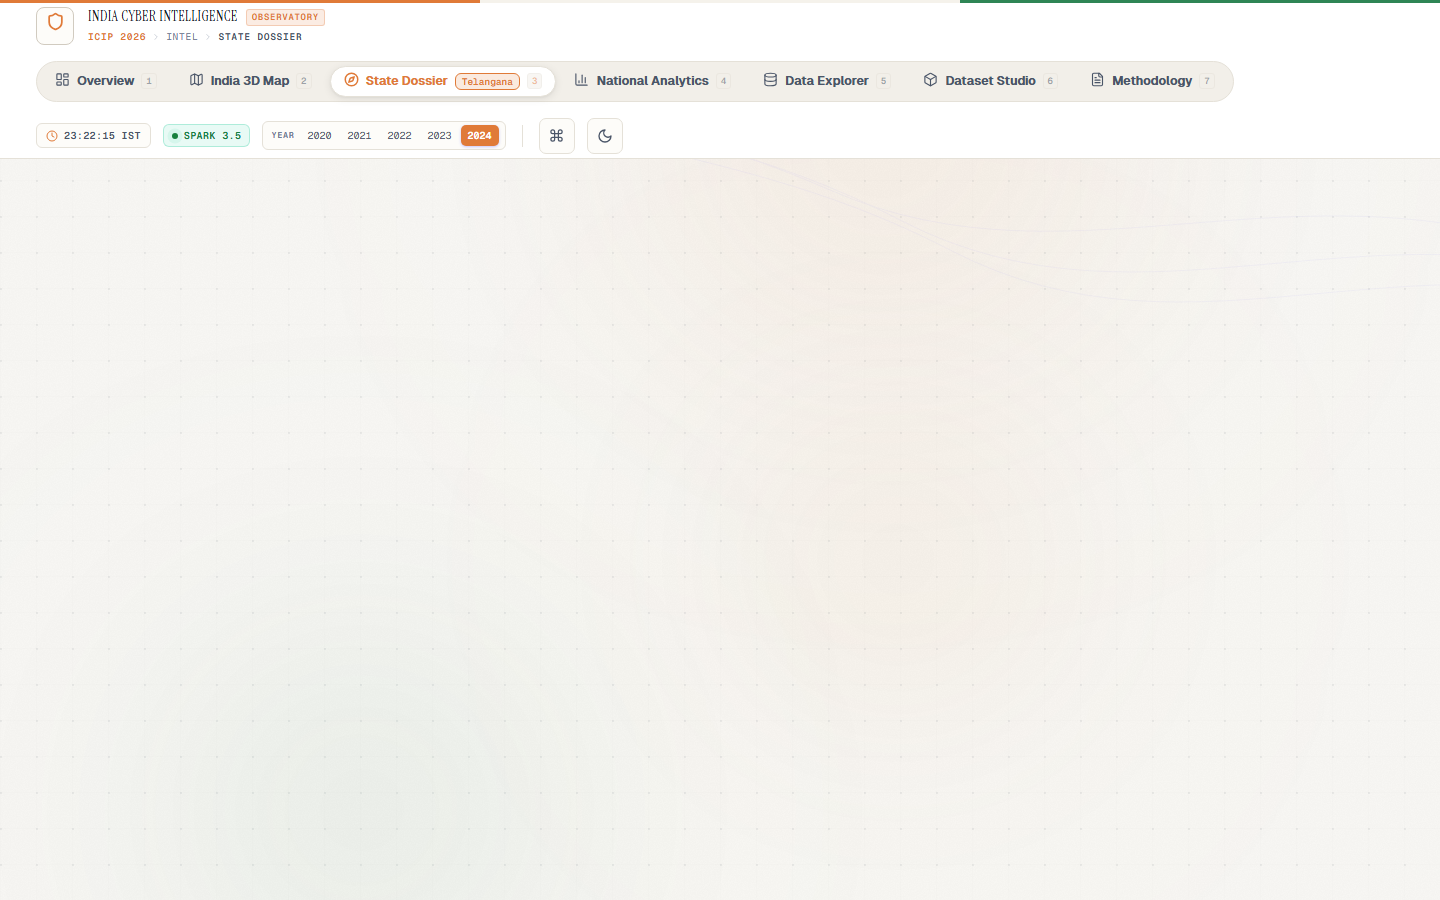 INDIA CYBER INTELLIGENCE OBSERVATORY
ICIP 2026 > INTEL > STATE DOSSIER
Overview 1 India 3D Map 2 State Dossier Telangana 3 National Analytics 4 Data Explorer 5 Dataset Studio 6 Methodology 7
23:22:15 IST SPARK 3.5 YEAR 2020 2021 2022 2023 2024